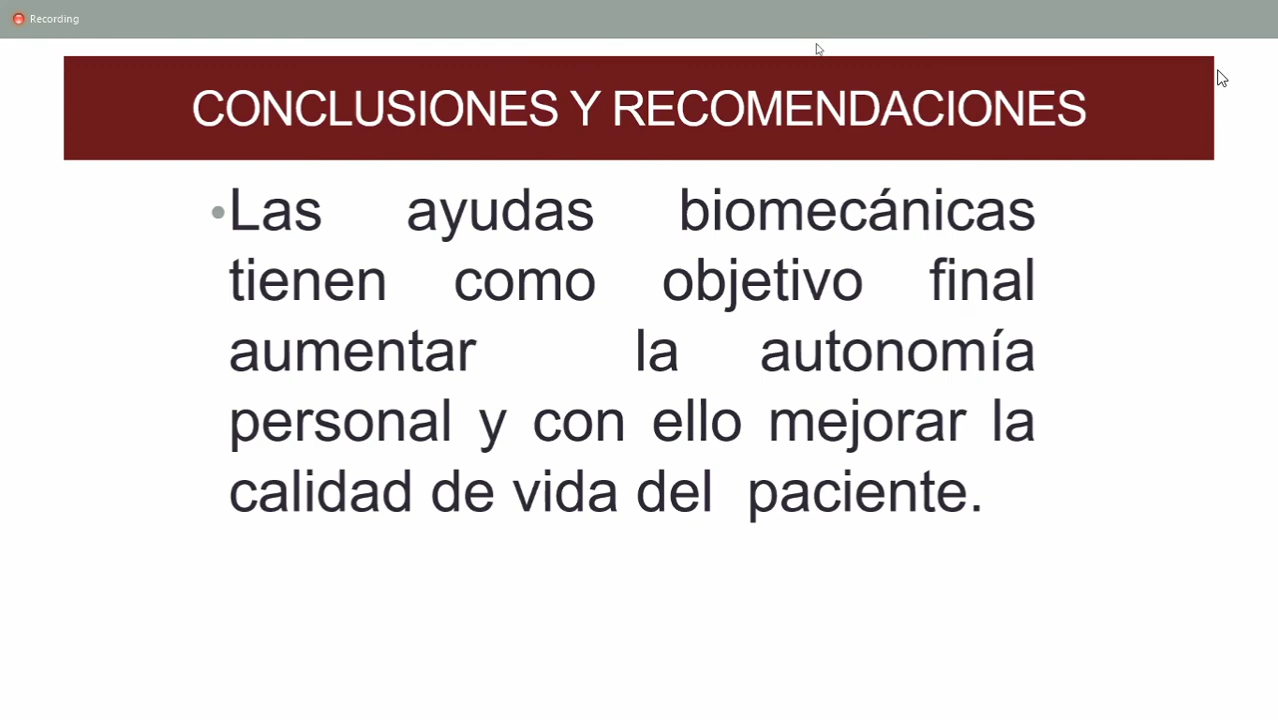 Recording
CONCLUSIONES Y RECOMENDACIONES
•Las ayudas biomecánicas
tienen como objetivo final
aumentar la autonomía
personal y con ello mejorar la
calidad de vida del paciente.